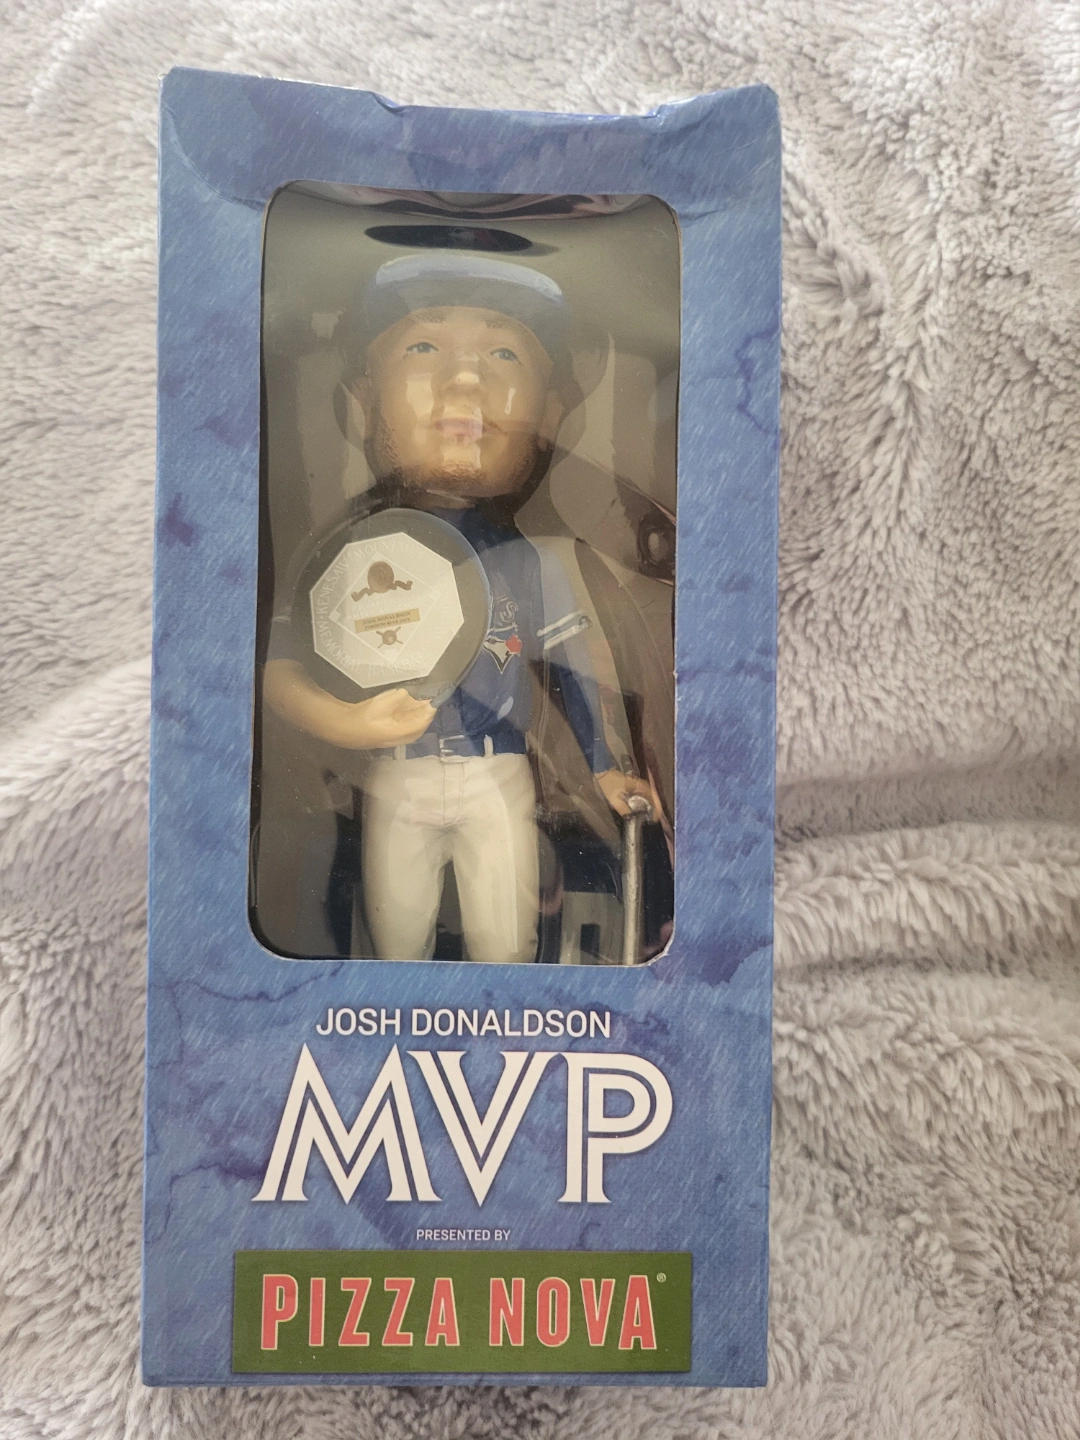 JOSH DONALDSON
MVP
PRESENTED BY
PIZZA NOVA®